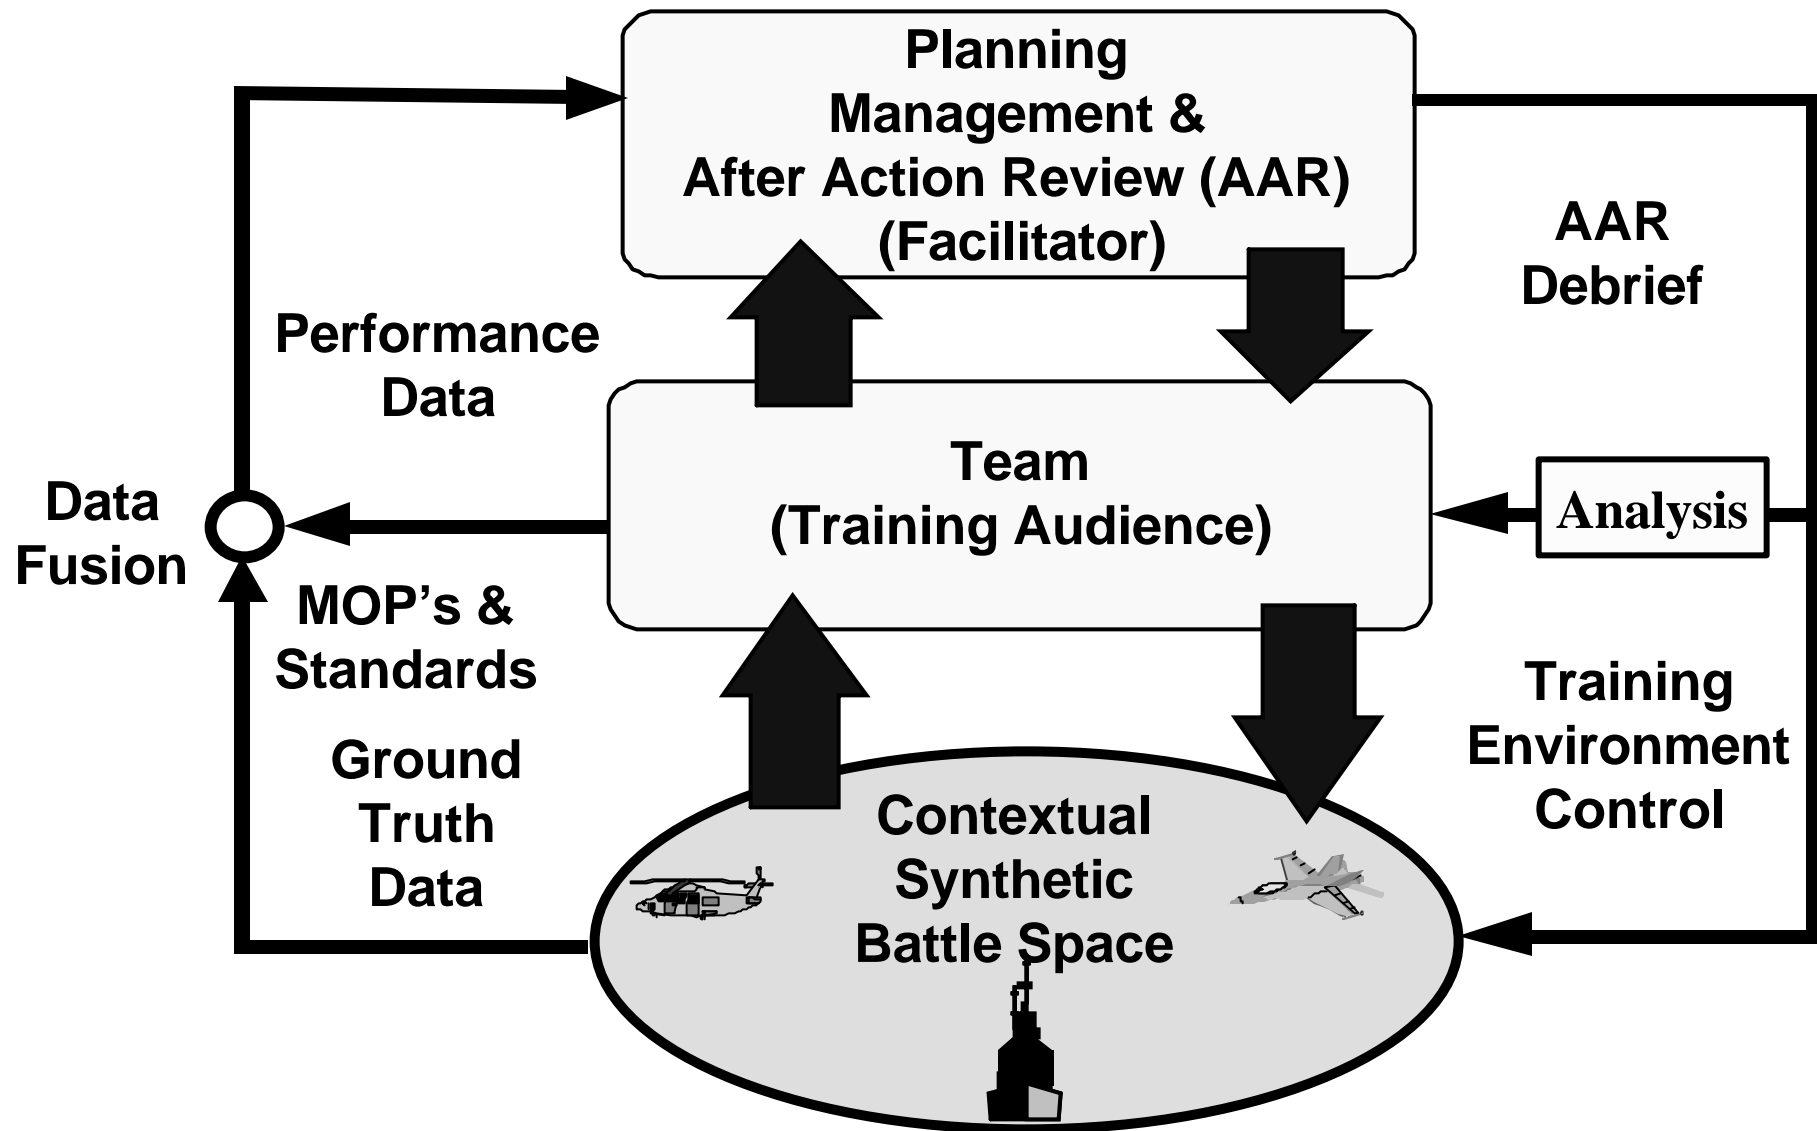 Planning
Management &
After Action Review (AAR)
(Facilitator)
AAR
Debrief
Performance
Data
Team
(Training Audience)
Data
Fusion
Analysis
MOP’s &
Standards
Training
Environment
Control
Ground
Truth
Data
Contextual
Synthetic
Battle Space